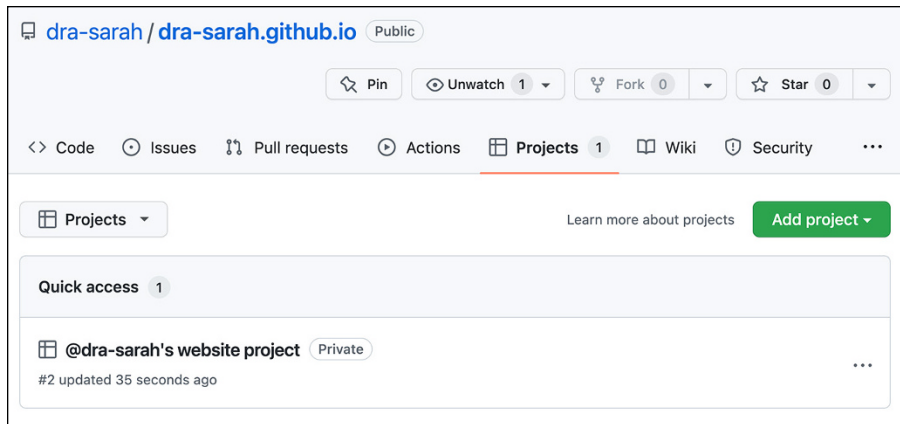 dra-sarah / dra-sarah.github.io Public
Pin Unwatch 1 Fork 0 Star 0
Code Issues Pull requests Actions Projects 1 Wiki Security ...
Projects Learn more about projects Add project
Quick access 1
@dra-sarah's website project Private
#2 updated 35 seconds ago ...